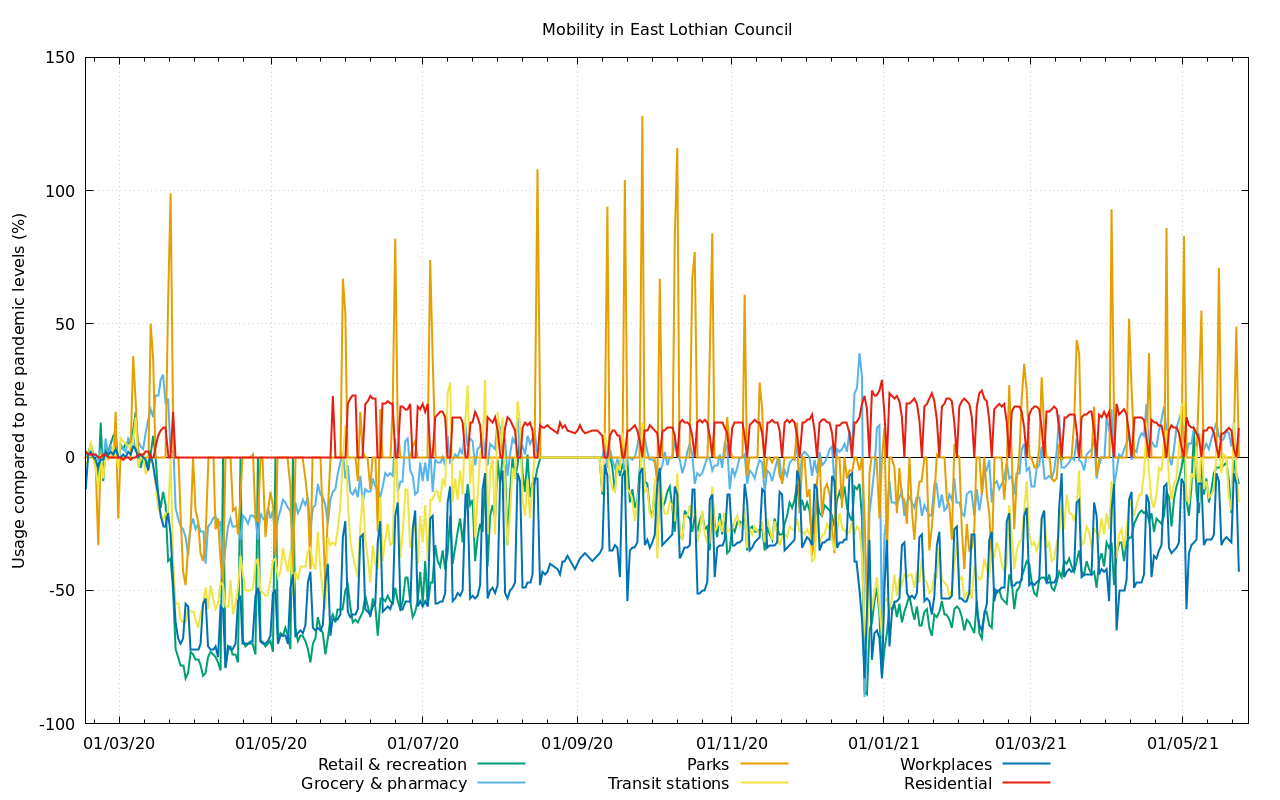 Mobility in East Lothian Council
Usage compared to pre pandemic levels (%)
150
100
50
0
-50
-100
01/03/20 01/05/20 01/07/20 01/09/20 01/11/20 01/01/21 01/03/21 01/05/21
Retail & recreation Parks Workplaces
Grocery & pharmacy Transit stations Residential